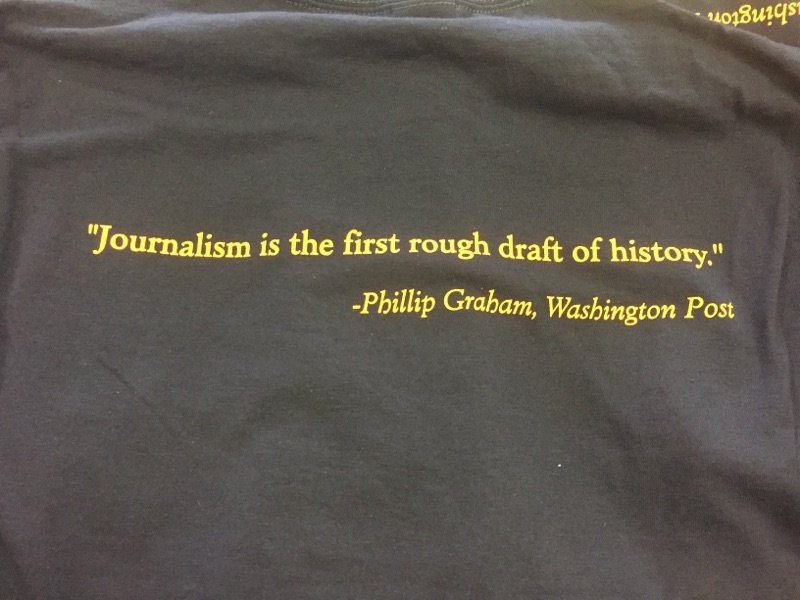 "Journalism is the first rough draft of history."
-Phillip Graham, Washington Post